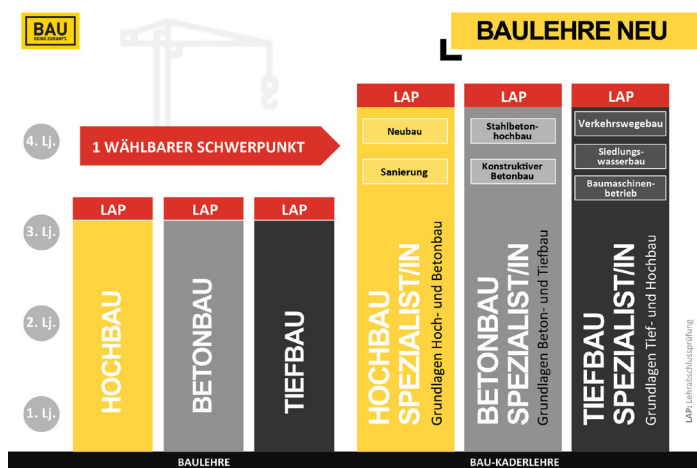 BAU
DEINE ZUKUNFT.
BAULEHRE NEU
4. Lj.
3. Lj.
2. Lj.
1. Lj.
1 WÄHLBARER SCHWERPUNKT
LAP
HOCHBAU
LAP
BETONBAU
LAP
TIEFBAU
LAP
Neubau
Sanierung
HOCHBAU
SPEZIALIST/IN
Grundlagen Hoch- und Betonbau
LAP
Stahlbeton-
hochbau
Konstruktiver
Betonbau
BETONBAU
SPEZIALIST/IN
Grundlagen Beton- und Tiefbau
LAP
Verkehrswegebau
Siedlungs-
wasserbau
Baumaschinen-
betrieb
TIEFBAU
SPEZIALIST/IN
Grundlagen Tief- und Hochbau
LAP: Lehrabschlussprüfung
BAULEHRE
BAU-KADERLEHRE